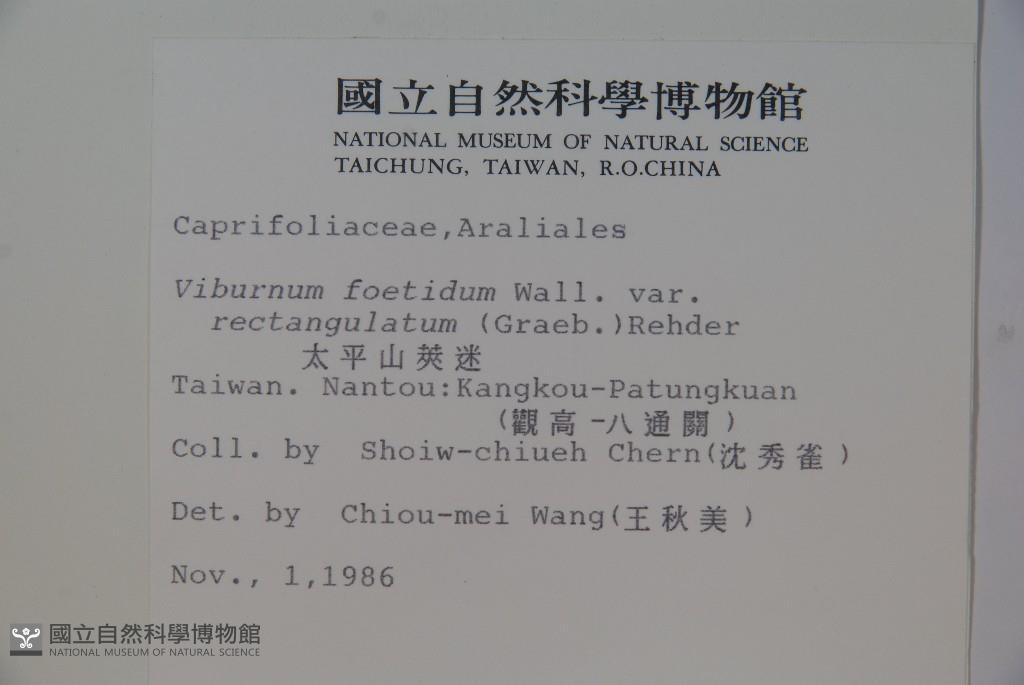 國立自然科學博物館
NATIONAL MUSEUM OF NATURAL SCIENCE
TAICHUNG, TAIWAN, R.O.CHINA
Caprifoliaceae,Araliales
Viburnum foetidum Wall. var.
rectangulatum (Graeb.)Rehder
太平山莢迷
Taiwan. Nantou:Kangkou-Patungkuan
(觀高-八通關)
Coll. by Shoiw-chiueh Chern(沈秀雀)
Det. by Chiou-mei Wang(王秋美)
Nov., 1,1986
國立自然科學博物館
NATIONAL MUSEUM OF NATURAL SCIENCE